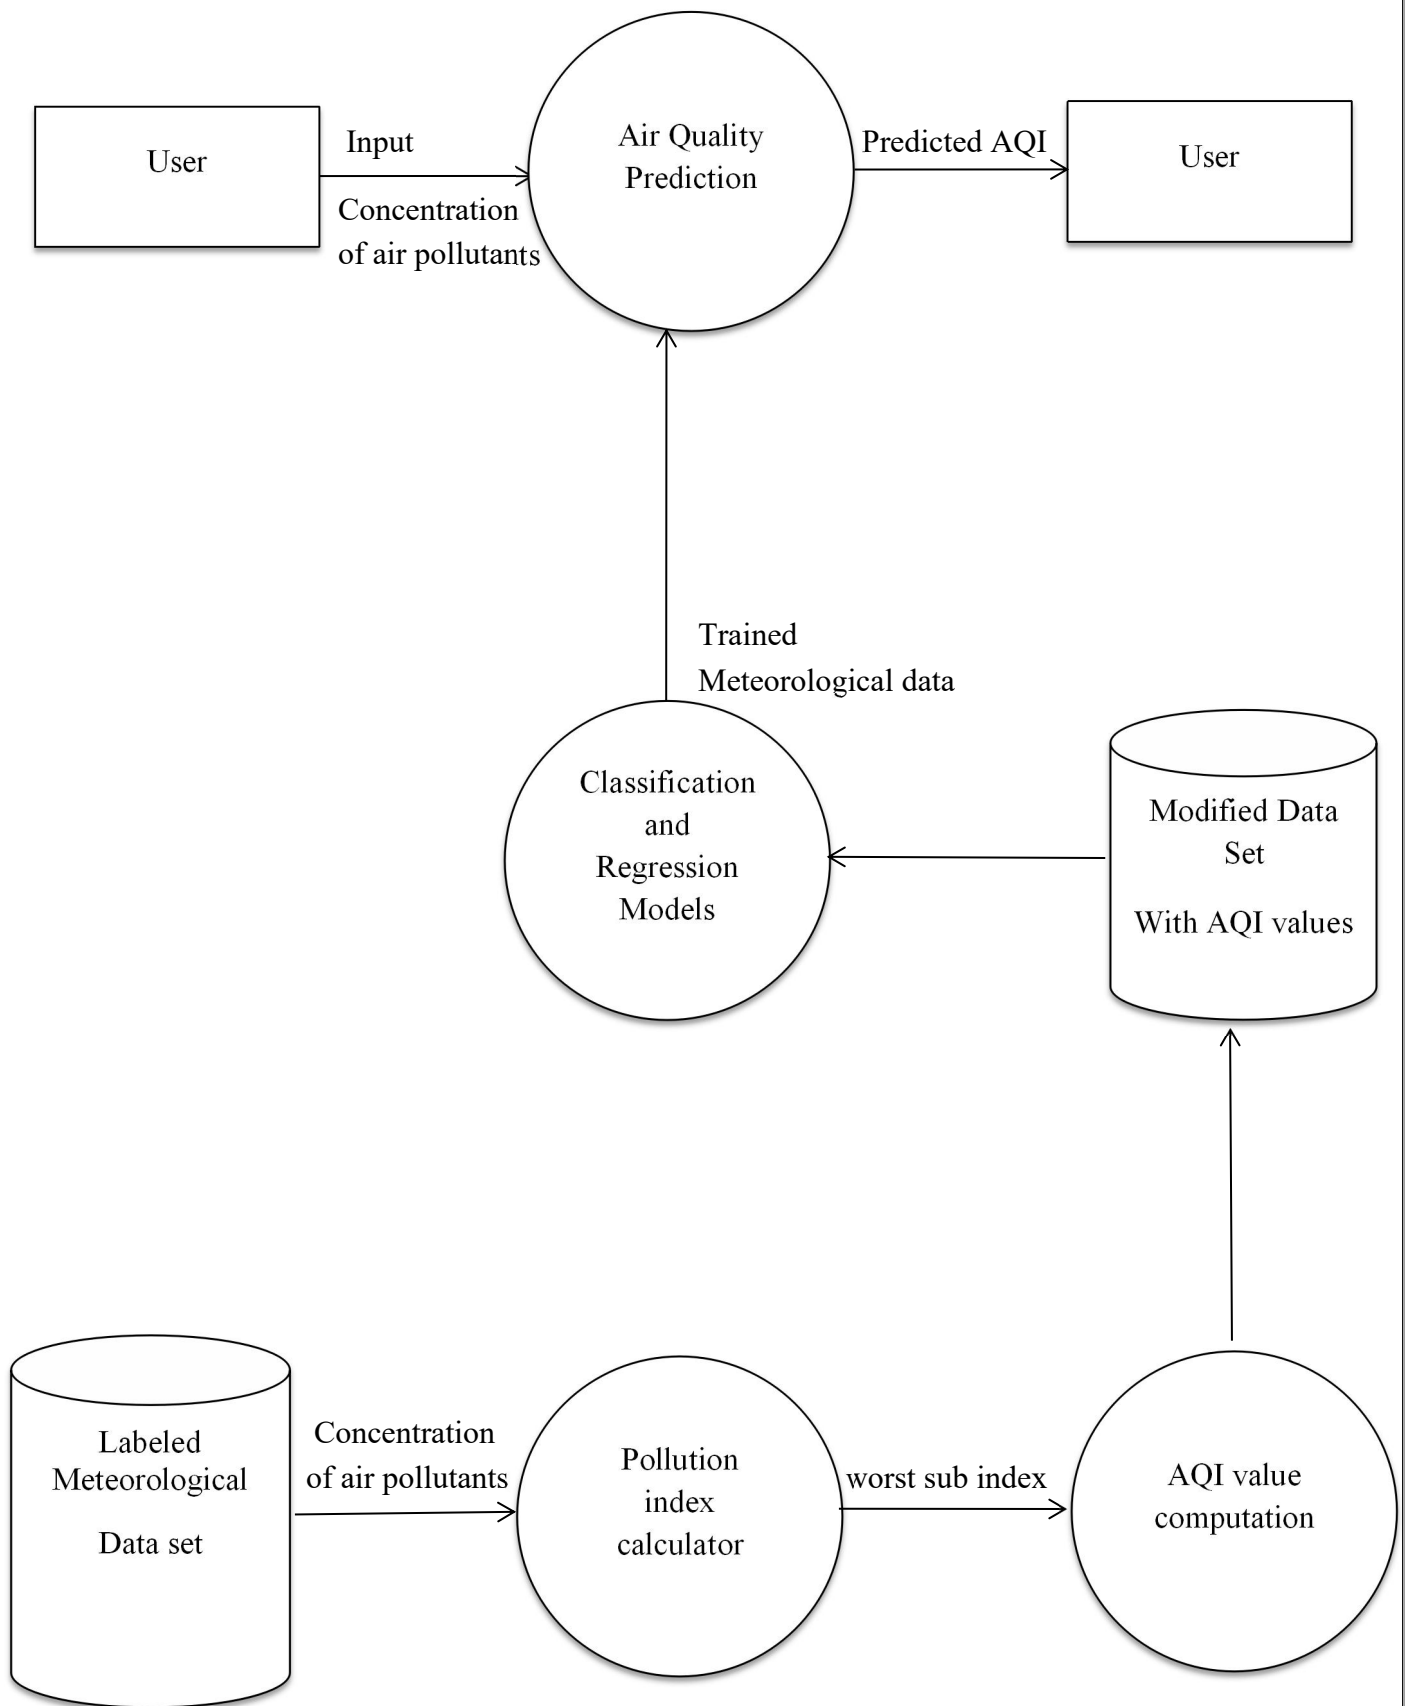 User
Input
Concentration
of air pollutants
Air Quality
Prediction
Predicted AQI
User
Trained
Meteorological data
Classification
and
Regression
Models
Modified Data
Set
With AQI values
Labeled
Meteorological
Data set
Concentration
of air pollutants
Pollution
index
calculator
worst sub index
AQI value
computation